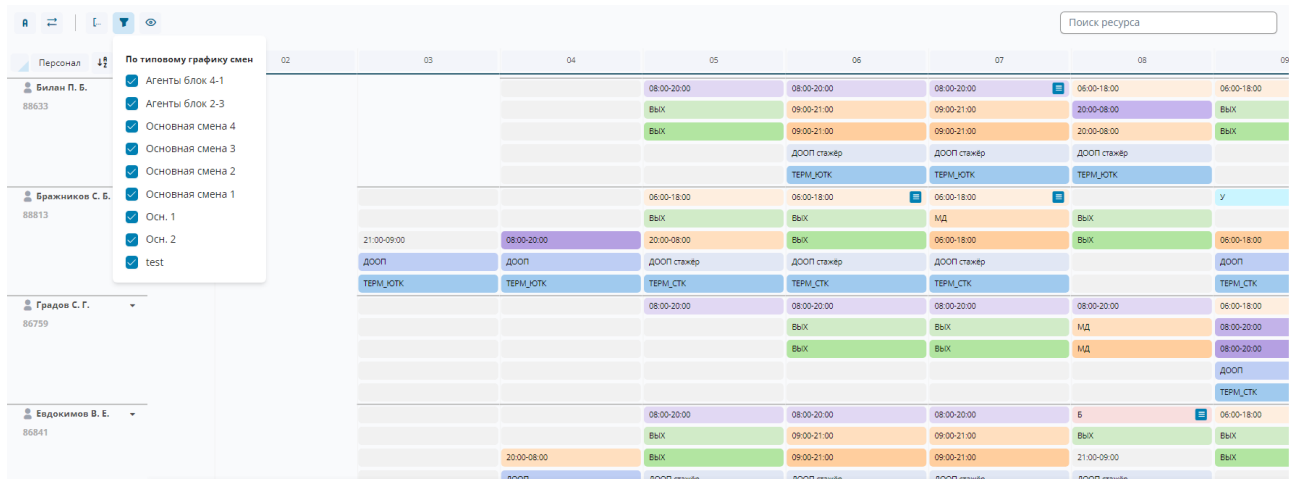 A [..
Поиск ресурса
Персонал A Z 02 03 04 05 06 07 08 09
По типовому графику смен
Агенты блок 4-1
Агенты блок 2-3
Основная смена 4
Основная смена 3
Основная смена 2
Основная смена 1
Осн. 1
Осн. 2
test
Билан П. Б. 08:00-20:00 08:00-20:00 08:00-20:00 06:00-18:00 06:00-18:00
88633 ВЫХ 09:00-21:00 09:00-21:00 20:00-08:00 ВЫХ
ВЫХ 09:00-21:00 09:00-21:00 20:00-08:00 ВЫХ
ДООП стажёр ДООП стажёр ДООП стажёр
ТЕРМ_ЮТК ТЕРМ_ЮТК ТЕРМ_ЮТК
Бражников С. Б. 06:00-18:00 06:00-18:00 06:00-18:00 У
88813 ВЫХ ВЫХ МД ВЫХ
21:00-09:00 08:00-20:00 20:00-08:00 ВЫХ 06:00-18:00 ВЫХ 06:00-18:00
ДООП ДООП ДООП стажёр ДООП стажёр ДООП стажёр ДООП
ТЕРМ_ЮТК ТЕРМ_ЮТК ТЕРМ_СТК ТЕРМ_СТК ТЕРМ_СТК ТЕРМ_СТК
Градов С. Г. 08:00-20:00 08:00-20:00 08:00-20:00 08:00-20:00 06:00-18:00
86759 ВЫХ ВЫХ МД 08:00-20:00
ВЫХ ВЫХ МД 08:00-20:00
ДООП
ТЕРМ_СТК
Евдокимов В. Е. 08:00-20:00 08:00-20:00 08:00-20:00 Б 06:00-18:00
86841 ВЫХ 09:00-21:00 09:00-21:00 ВЫХ ВЫХ
20:00-08:00 ВЫХ 09:00-21:00 09:00-21:00 21:00-09:00 ВЫХ
ДООП ДООП стажёр ДООП стажёр ДООП стажёр ДООП стажёр